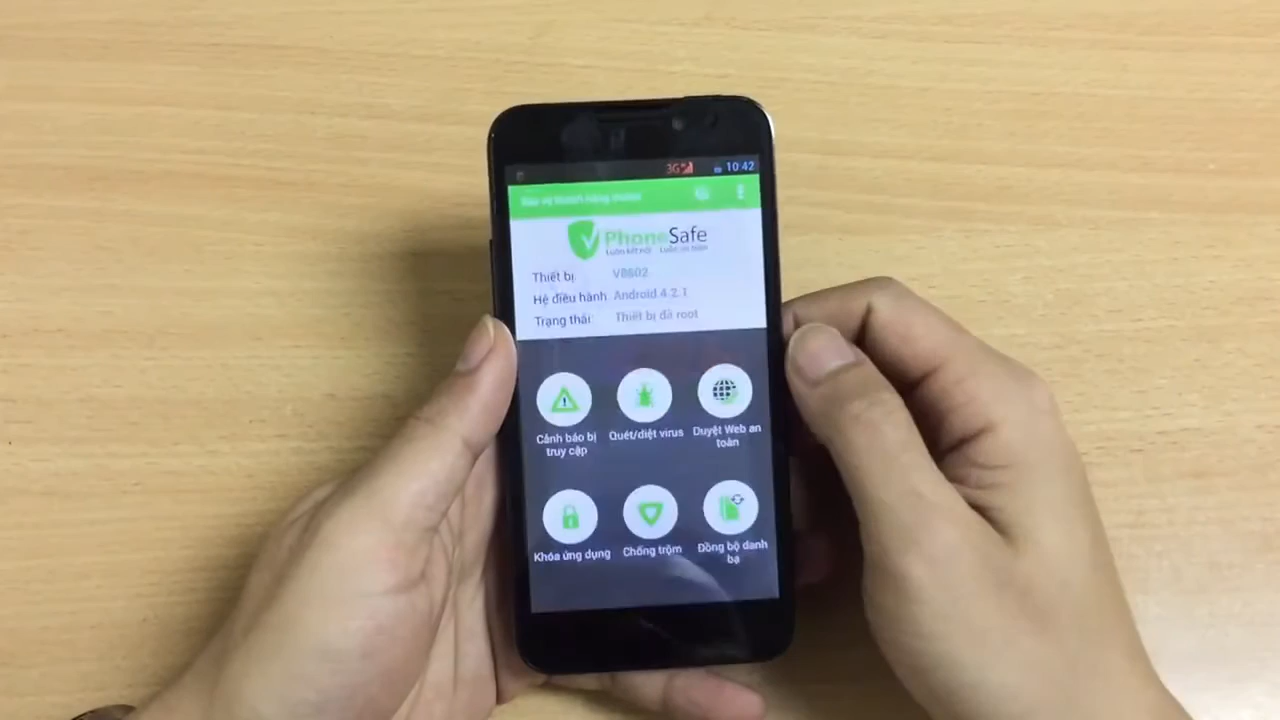 3G 10:42
PhoneSafe
Luôn kết nối Luôn an toàn
Thiết bị V8602
Hệ điều hành: Android 4.2.1
Trạng thái: Thiết bị đã root
Cảnh báo bị truy cập
Quét/diệt virus
Duyệt Web an toàn
Khóa ứng dụng
Chống trộm
Đồng bộ danh bạ